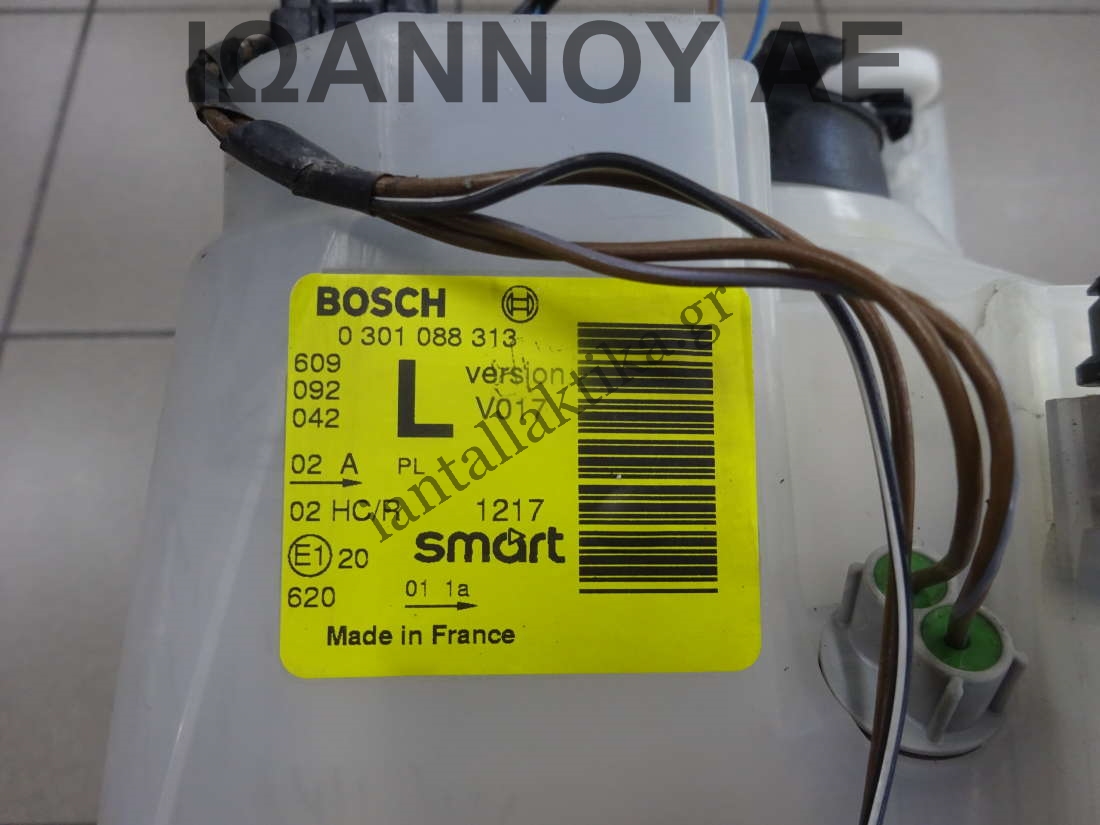 ΙΩΑΝΝΟΥ ΑΕ
BOSCH
0 301 088 313
609
092
042
L
version
V017
02 A
PL
02 HC/R
1217
smart
E1 20
620
01 1a
Made in France
iantallaktika.gr